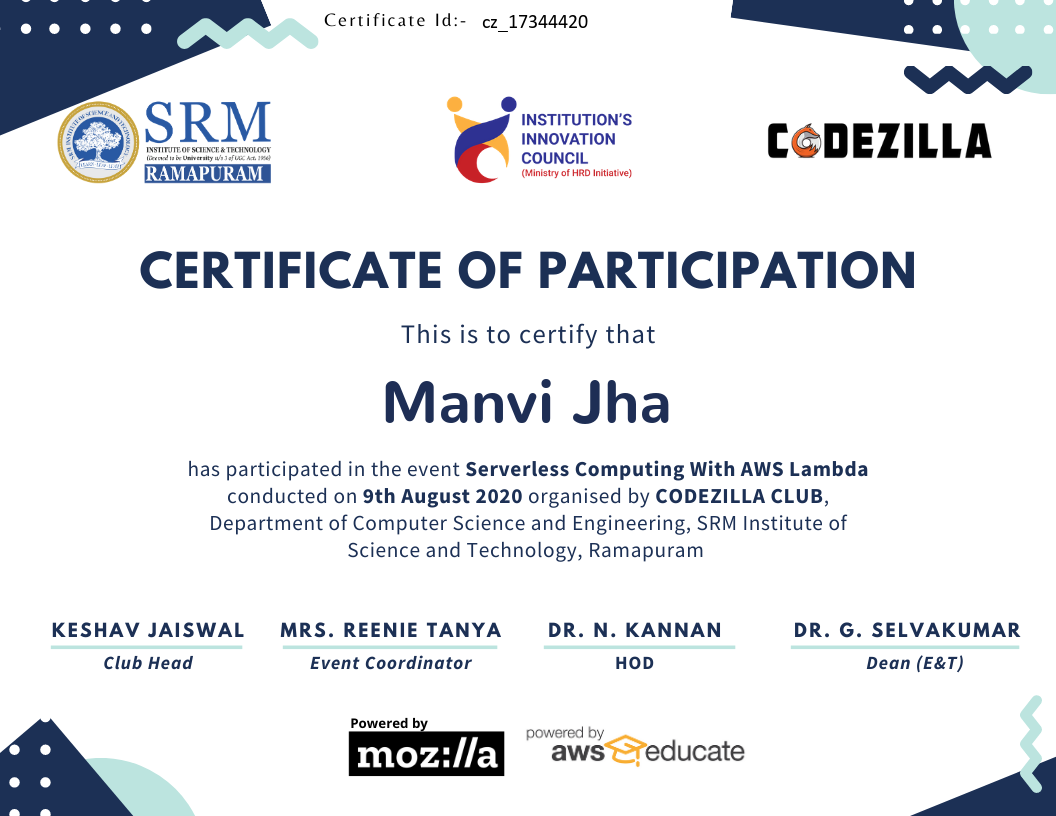 Certificate Id:- cz_17344420
SRM
INSTITUTE OF SCIENCE & TECHNOLOGY
(Deemed to be University u/s 3 of UGC Act, 1956)
RAMAPURAM
INSTITUTION'S
INNOVATION
COUNCIL
(Ministry of HRD Initiative)
CODEZILLA
CERTIFICATE OF PARTICIPATION
This is to certify that
Manvi Jha
has participated in the event Serverless Computing With AWS Lambda
conducted on 9th August 2020 organised by CODEZILLA CLUB,
Department of Computer Science and Engineering, SRM Institute of
Science and Technology, Ramapuram
KESHAV JAISWAL
Club Head
MRS. REENIE TANYA
Event Coordinator
DR. N. KANNAN
HOD
DR. G. SELVAKUMAR
Dean (E&T)
Powered by
moz://a
powered by
aws educate